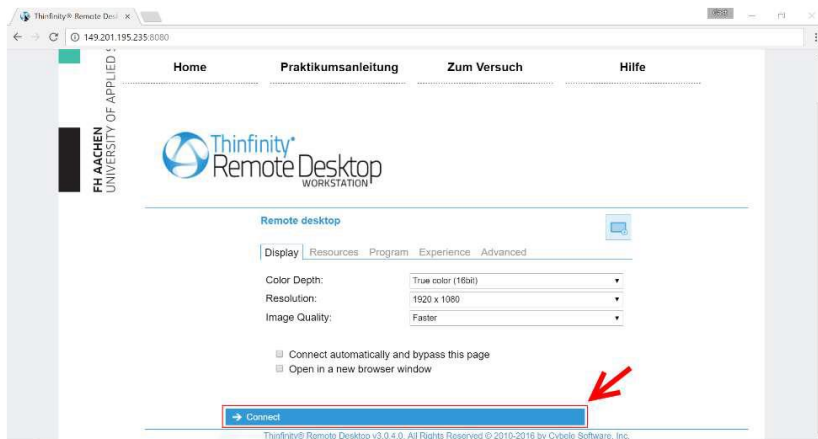 Thinfinity® Remote Desl
Gast
149.201.195.235:8080
Home Praktikumsanleitung Zum Versuch Hilfe
FH AACHEN
UNIVERSITY OF APPLIED
Thinfinity®
Remote Desktop
WORKSTATION
Remote desktop
Display Resources Program Experience Advanced
Color Depth: True color (16bit)
Resolution: 1920 x 1080
Image Quality: Faster
Connect automatically and bypass this page
Open in a new browser window
Connect
Thinfinity® Remote Desktop v3.0.4.0. All Rights Reserved © 2010-2016 by Cybele Software, Inc.